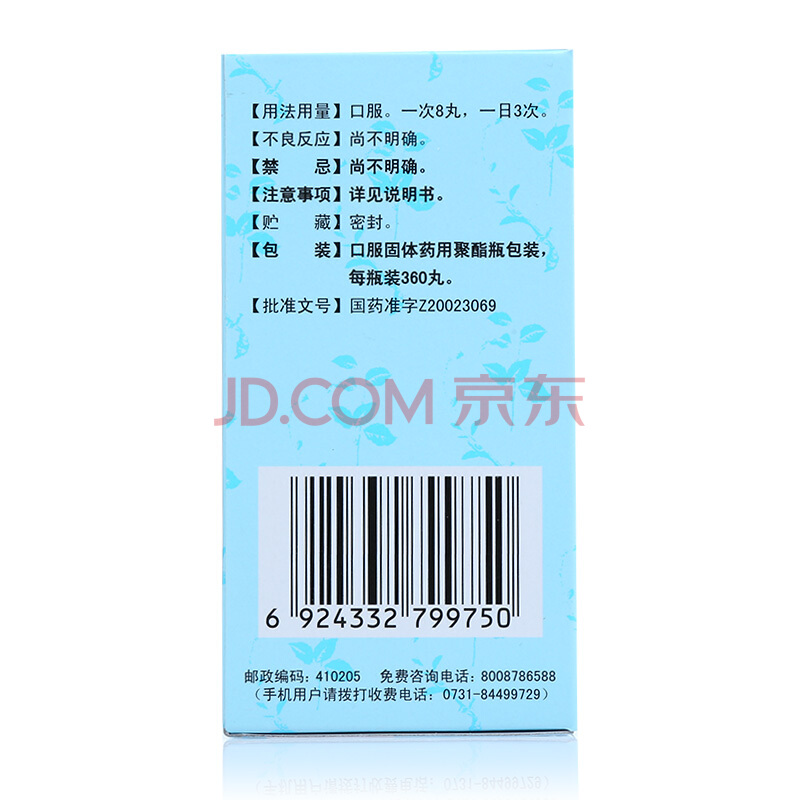 【用法用量】口服。一次8丸，一日3次。
【不良反应】尚不明确。
【禁　　忌】尚不明确。
【注意事项】详见说明书。
【贮　　藏】密封。
【包　　装】口服固体药用聚酯瓶包装，
每瓶装360丸。
【批准文号】国药准字Z20023069
JD.COM 京东
6 924332 799750
邮政编码：410205　免费咨询电话：8008786588
（手机用户请拨打收费电话：0731-84499729）